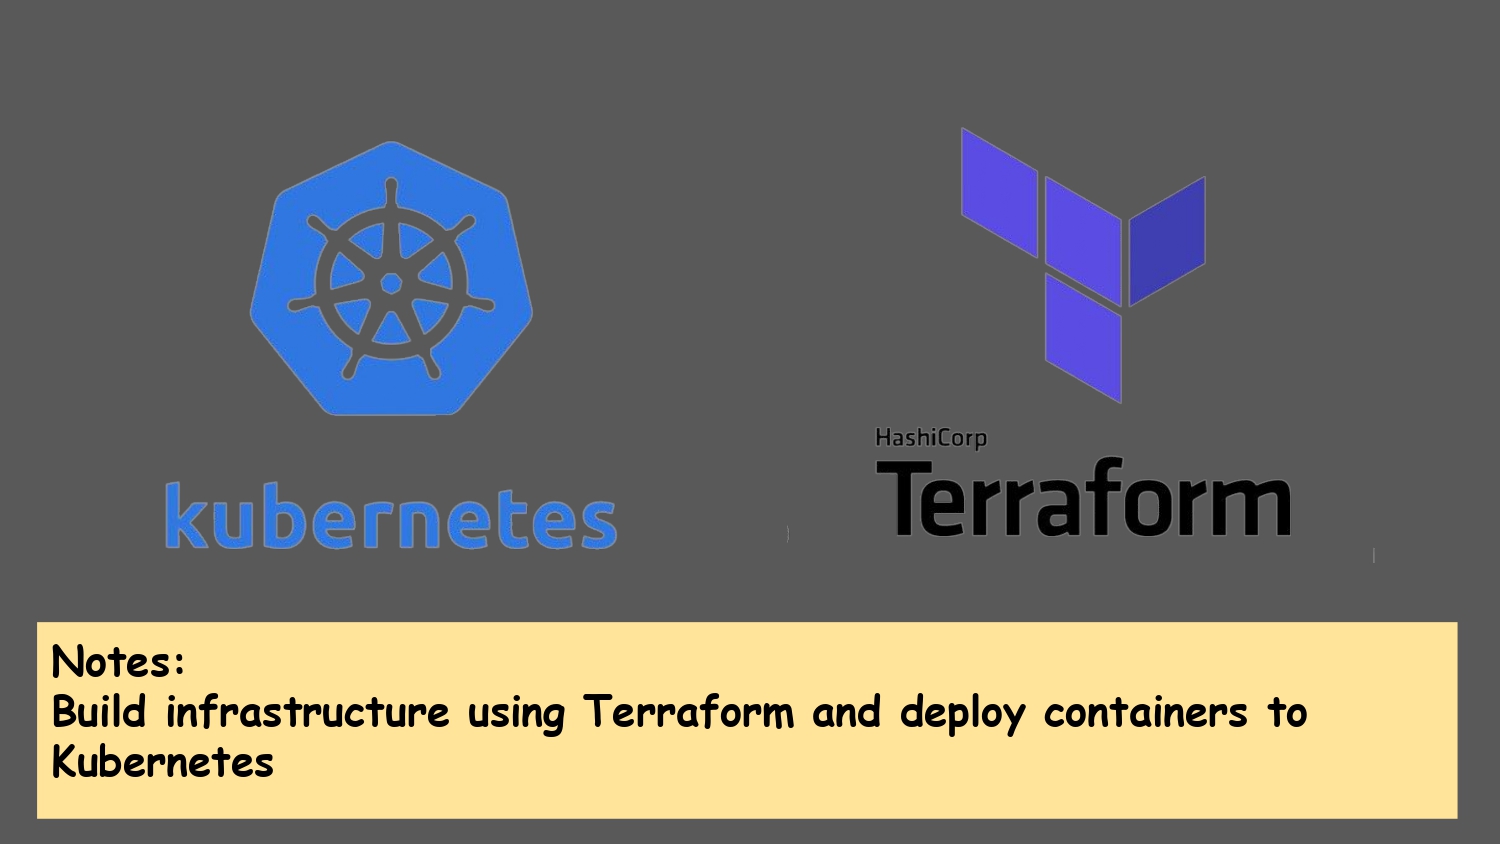 kubernetes
HashiCorp
Terraform
Notes:
Build infrastructure using Terraform and deploy containers to
Kubernetes